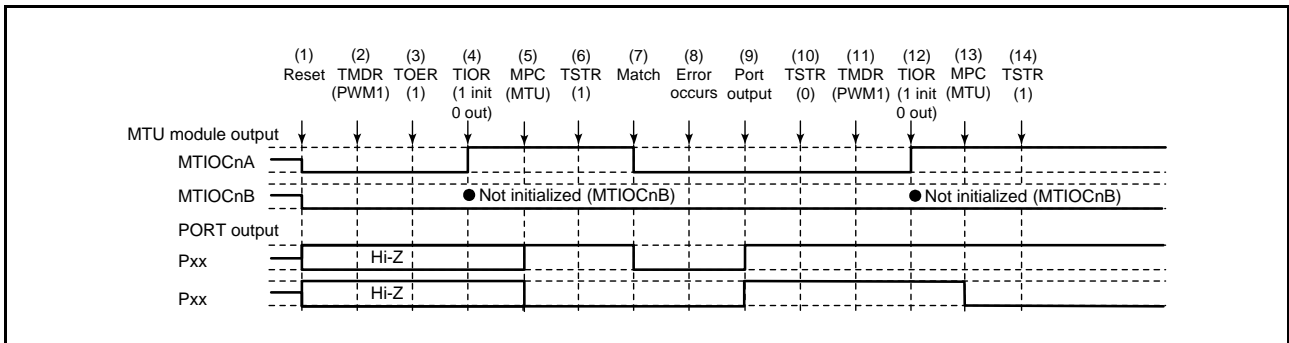 (1) (2) (3) (4) (5) (6) (7) (8) (9) (10) (11) (12) (13) (14)
Reset TMDR TOER TIOR MPC TSTR Match Error Port TSTR TMDR TIOR MPC TSTR
(PWM1) (1) (1 init (MTU) (1) occurs output (0) (PWM1) (1 init (MTU) (1)
0 out) 0 out)
MTU module output
MTIOCnA
MTIOCnB Not initialized (MTIOCnB) Not initialized (MTIOCnB)
PORT output
Pxx Hi-Z
Pxx Hi-Z